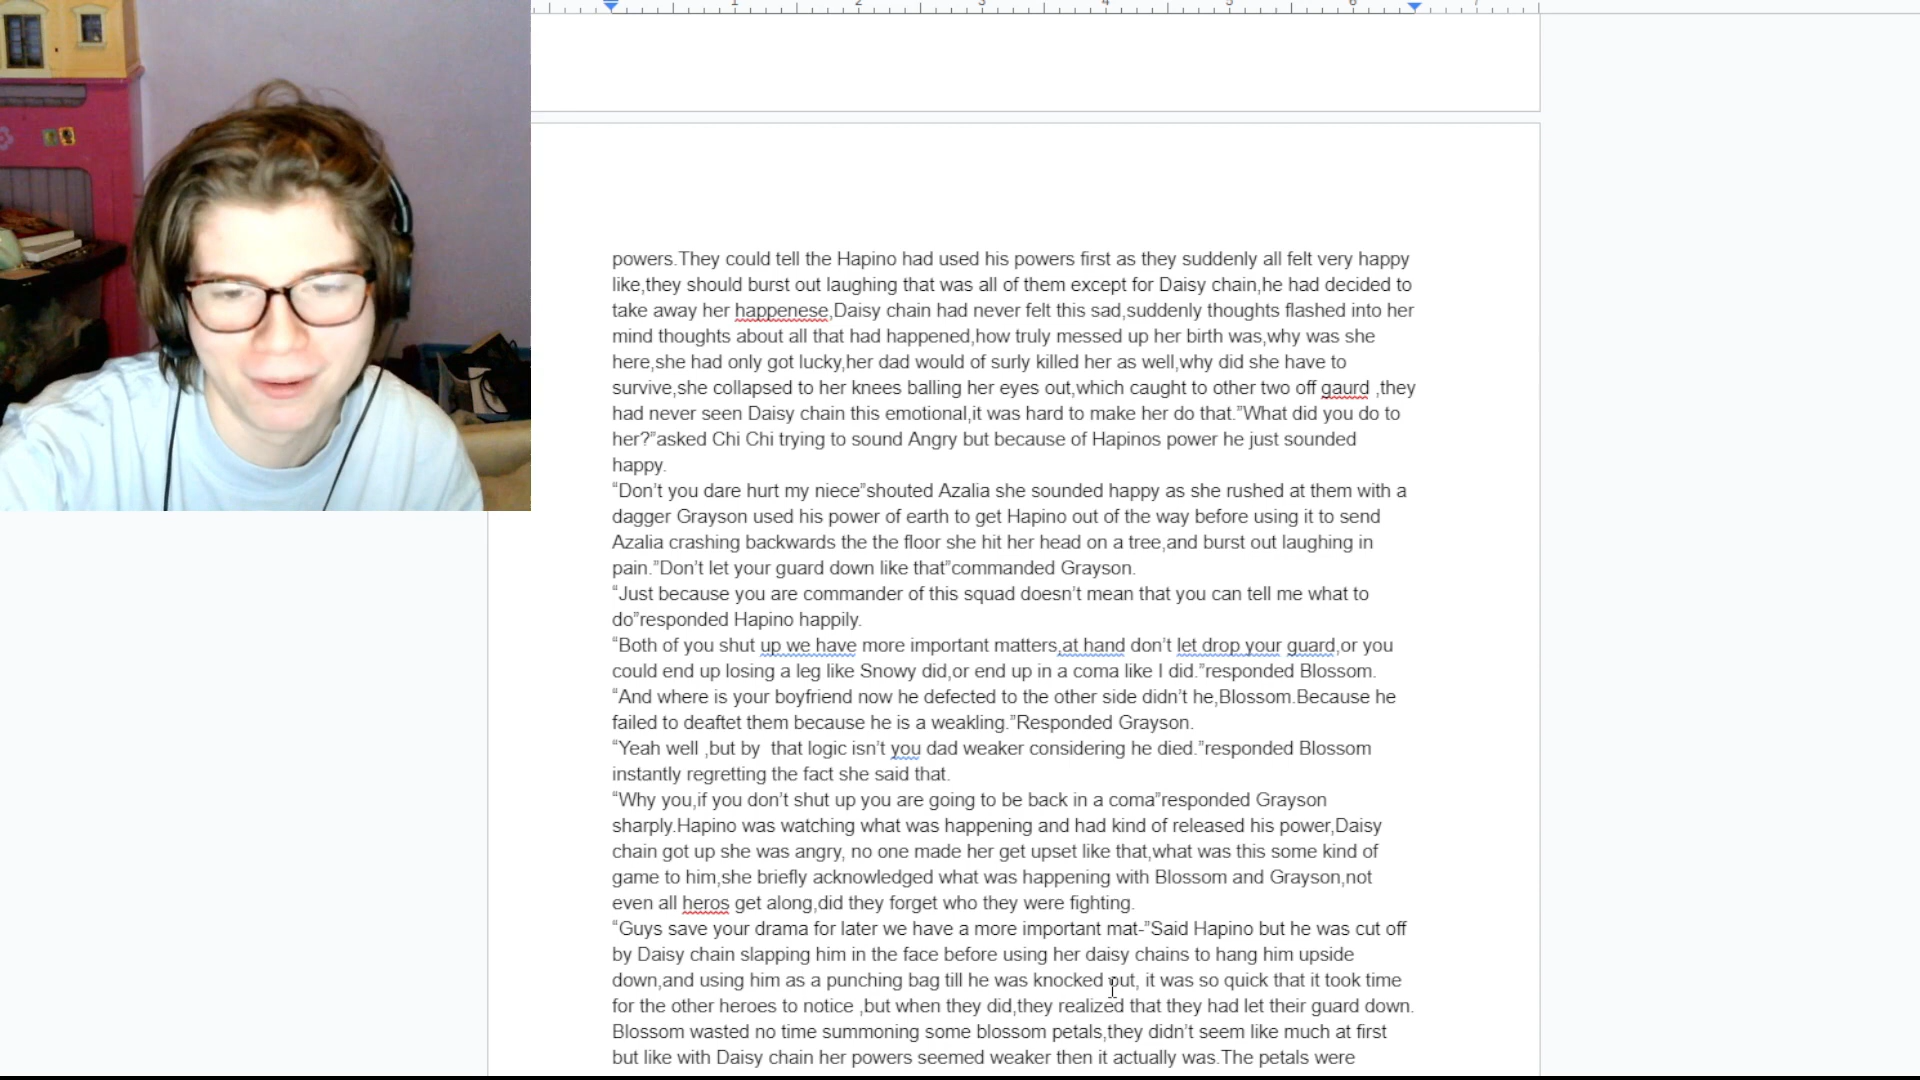 1 2 3 4 5 6 7
powers.They could tell the Hapino had used his powers first as they suddenly all felt very happy
like,they should burst out laughing that was all of them except for Daisy chain,he had decided to
take away her happenese,Daisy chain had never felt this sad,suddenly thoughts flashed into her
mind thoughts about all that had happened,how truly messed up her birth was,why was she
here,she had only got lucky,her dad would of surly killed her as well,why did she have to
survive,she collapsed to her knees balling her eyes out,which caught to other two off gaurd ,they
had never seen Daisy chain this emotional,it was hard to make her do that.”What did you do to
her?”asked Chi Chi trying to sound Angry but because of Hapinos power he just sounded
happy.
“Don’t you dare hurt my niece”shouted Azalia she sounded happy as she rushed at them with a
dagger Grayson used his power of earth to get Hapino out of the way before using it to send
Azalia crashing backwards the the floor she hit her head on a tree,and burst out laughing in
pain.”Don’t let your guard down like that”commanded Grayson.
“Just because you are commander of this squad doesn’t mean that you can tell me what to
do”responded Hapino happily.
“Both of you shut up we have more important matters,at hand don’t let drop your guard,or you
could end up losing a leg like Snowy did,or end up in a coma like I did.”responded Blossom.
“And where is your boyfriend now he defected to the other side didn’t he,Blossom.Because he
failed to deaftet them because he is a weakling.”Responded Grayson.
“Yeah well ,but by  that logic isn’t you dad weaker considering he died.”responded Blossom
instantly regretting the fact she said that.
“Why you,if you don’t shut up you are going to be back in a coma”responded Grayson
sharply.Hapino was watching what was happening and had kind of released his power,Daisy
chain got up she was angry, no one made her get upset like that,what was this some kind of
game to him,she briefly acknowledged what was happening with Blossom and Grayson,not
even all heros get along,did they forget who they were fighting.
“Guys save your drama for later we have a more important mat-”Said Hapino but he was cut off
by Daisy chain slapping him in the face before using her daisy chains to hang him upside
down,and using him as a punching bag till he was knocked out, it was so quick that it took time
for the other heroes to notice ,but when they did,they realized that they had let their guard down.
Blossom wasted no time summoning some blossom petals,they didn’t seem like much at first
but like with Daisy chain her powers seemed weaker then it actually was.The petals were